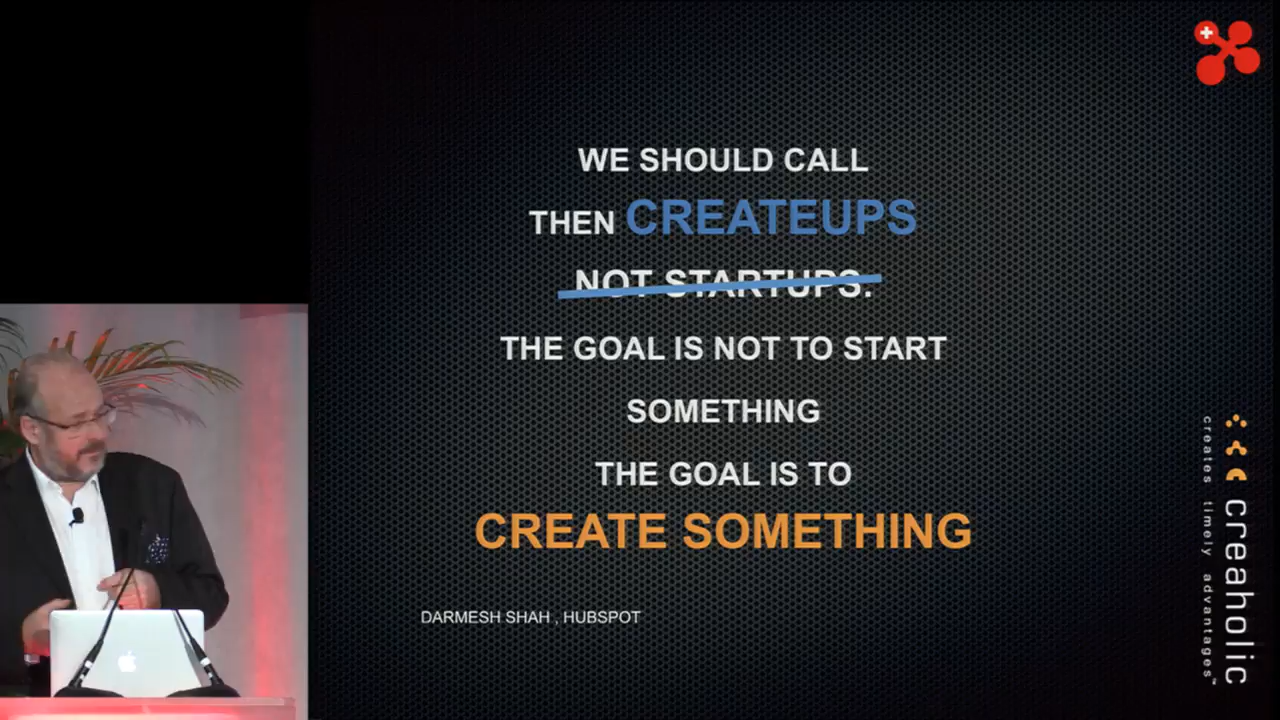 WE SHOULD CALL
THEN CREATEUPS
NOT STARTUPS.
THE GOAL IS NOT TO START
SOMETHING
THE GOAL IS TO
CREATE SOMETHING
DARMESH SHAH , HUBSPOT
creaholic
creates timely advantages™